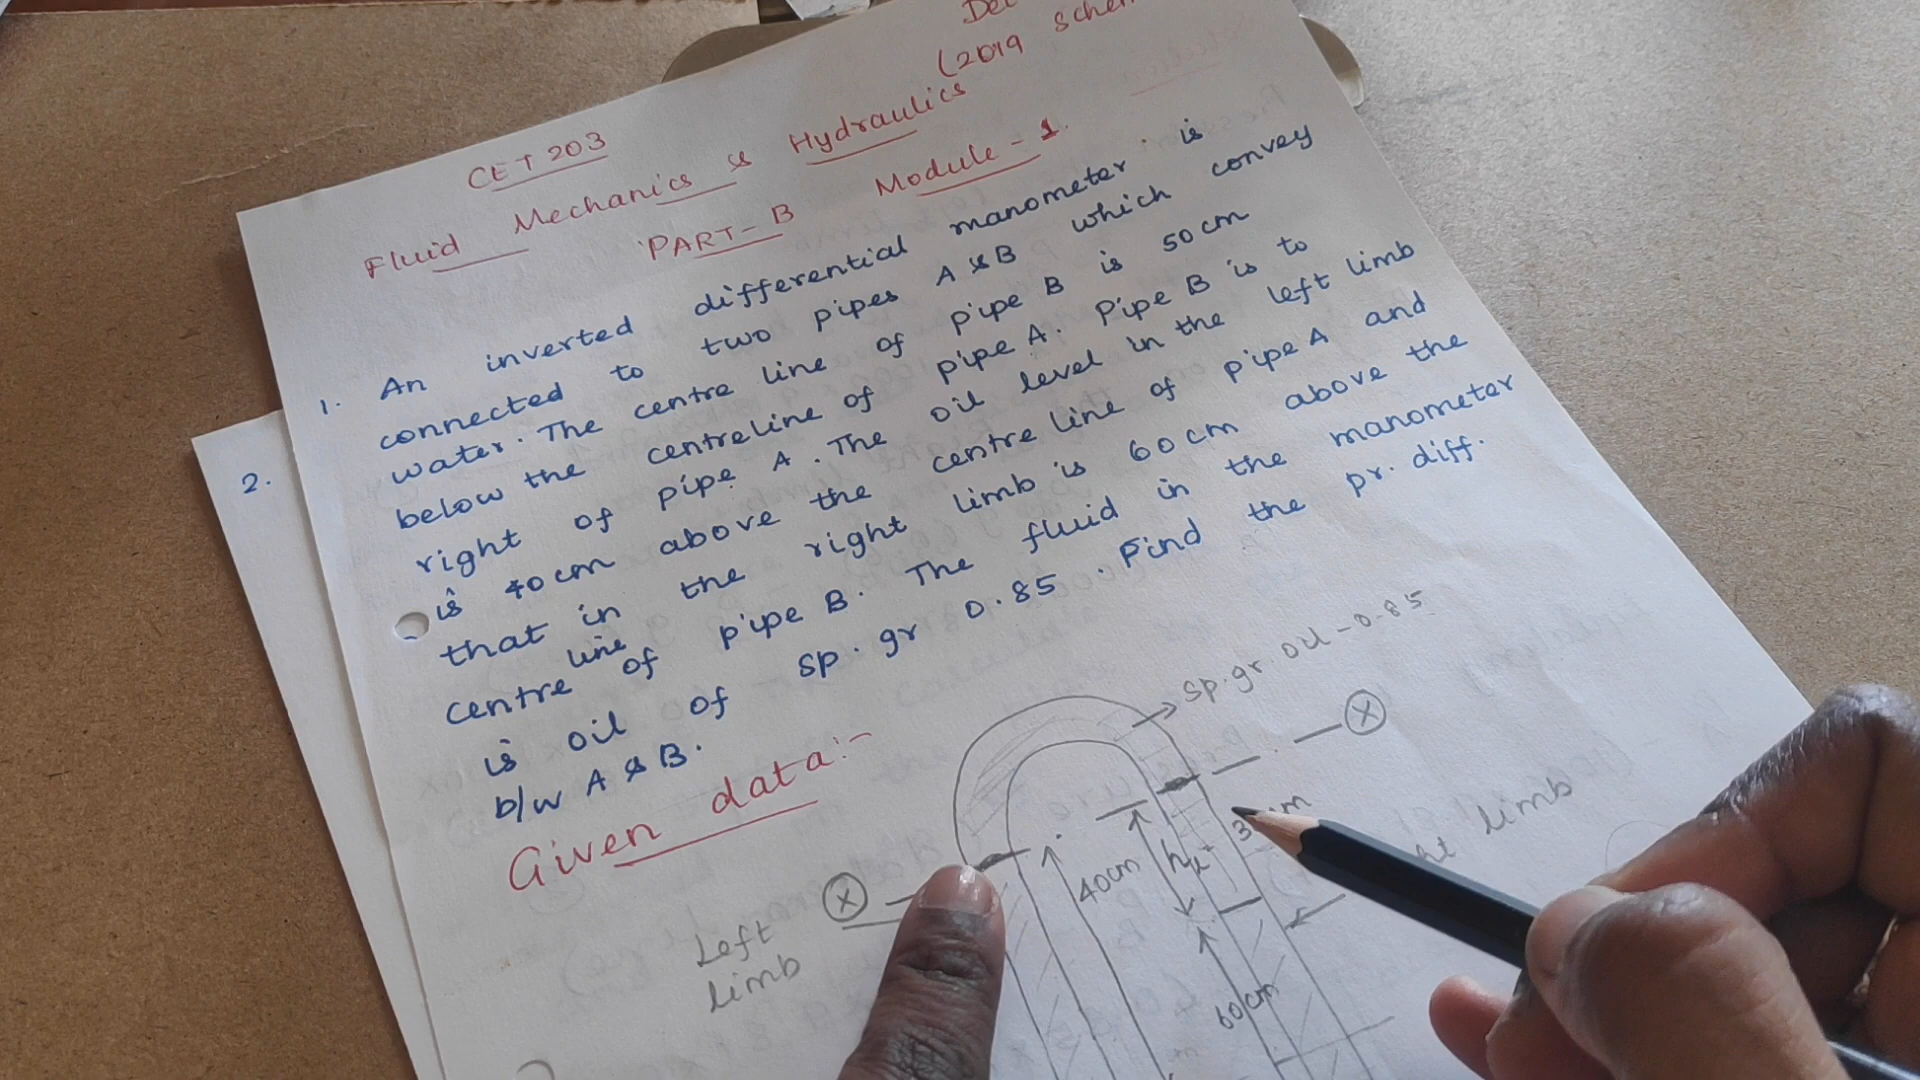 (2019
CET 203
Fluid Mechanics & Hydraulics
PART-B Module-1.
1. An inverted differential manometer is
connected to two pipes A & B which convey
water. The centre line of pipe B is 50 cm
below the centreline of pipe A. Pipe B is to
right of pipe A. The oil level in the left limb
is 40 cm above the centre line of pipe A and
that in the right limb is 60 cm above the
centre line of pipe B. The fluid in the manometer
is oil of sp. gr 0.85. Find the pr. diff.
b/w A & B.
2.
Given data:-
sp.gr. oil - 0.85
X
X
Left
limb
40cm
60cm
limb